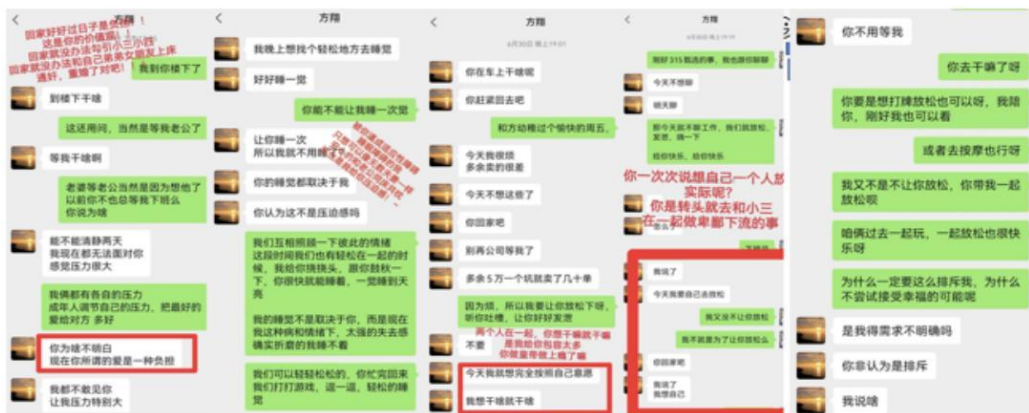 方翔
我晚上想找个轻松地方去睡觉
好好睡一觉
你能不能让我睡一次觉
让你睡一次
你的睡觉都取决于我
你认为这不是压迫感吗
我们互相照顾一下彼此的情绪
这段时间我们也有轻松在一起的
时候,我给你挠挠头,跟你鼓秋一
下,你很快就能睡着,一觉睡到天
亮
我的睡觉不是取决于你,而是现在
我这种病和情绪下,太强的失去感
确实折磨的我睡不着
我们可以轻轻松松的,你忙完回来
我们打打游戏,逗一逗,轻松的睡
觉
回家好好过日子是负担!!
这是你的价值观!!
回家就没办法勾引小三小四
回家就没办法和自己弟弟女朋友上床
通奸,重婚了对吧!
我到你楼下了
到楼下干啥
这还用问,当然是等我老公了
等我干啥啊
老婆等老公当然是因为想他了
以前你不也总等我下班么
你说为啥
能不能清静两天
我现在都无法面对你
感觉压力很大
我俩都有各自的压力
成年人调节自己的压力,把最好的
爱给对方 多好
你为啥不明白
现在你所谓的爱是一种负担
我都不敢见你
让我压力特别大
方翔
6月30日 晚上19:01
你在车上干啥呢
你赶紧回去吧
和方幼稚过个愉快的周五,
今天我很烦
多余卖的很差
今天不想这些了
你回家吧
别再公司等我了
多余5万一个坑就卖了几十单
因为烦,所以我要让你放松下呀,
听你吐槽,让你好好发泄
不要
两个人在一起,你想干嘛就干嘛
是我给你包容太多
你做皇帝做上瘾了嘛
今天我就想完全按照自己意愿
我想干啥就干啥
方翔
今天不想聊
明天聊
那今天就不聊工作,我们就放松,
发泄,嗨一下
给你快乐,给你快乐
你一次次说想自己一个人放
实际呢?
你是转头就去和小三
在一起做卑鄙下流的事
我说了
今天我要自己去放松
我又没不让你放松
我不就是为了让你放松么
你回家吧
我说了
我想自己
你不用等我
你去干嘛了呀
你要是想打牌放松也可以呀,我陪
你,刚好我也可以看
或者去按摩也行呀
我又不是不让你放松,你带我一起
放松呗
咱俩过去一起玩,一起放松也很快
乐呀
为什么一定要这么排斥我,为什么
不尝试接受幸福的可能呢
是我得需求不明确吗
你非认为是排斥
我说啥